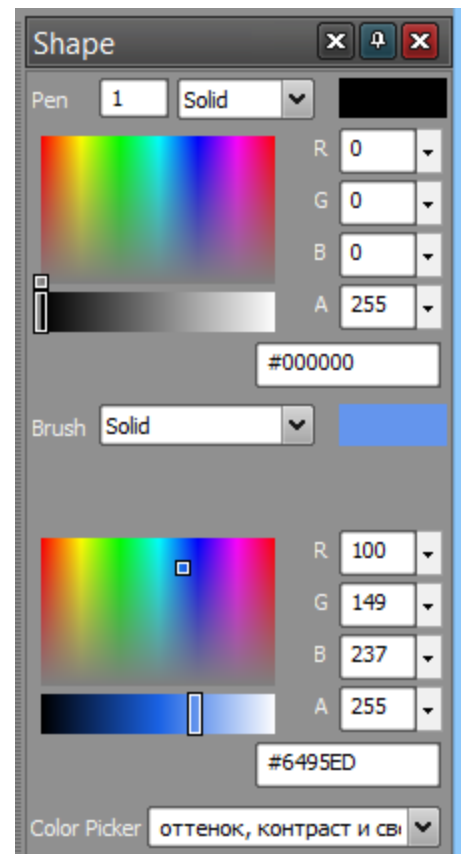 Shape
Pen 1 Solid
R 0
G 0
B 0
A 255
#000000
Brush Solid
R 100
G 149
B 237
A 255
#6495ED
Color Picker оттенок, контраст и св